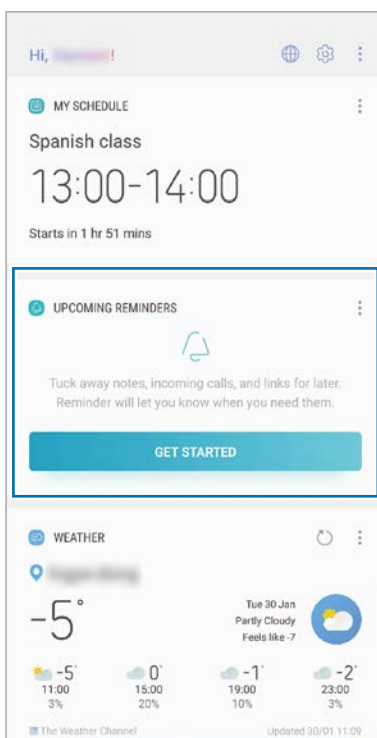 Hi, !
MY SCHEDULE
Spanish class
13:00-14:00
Starts in 1 hr 51 mins
UPCOMING REMINDERS
Tuck away notes, incoming calls, and links for later.
Reminder will let you know when you need them.
GET STARTED
WEATHER
-5°
Tue 30 Jan
Partly Cloudy
Feels like -7
-5° 0° -1° -2°
11:00 15:00 19:00 23:00
3% 20% 10% 3%
The Weather Channel Updated 30/01 11:09